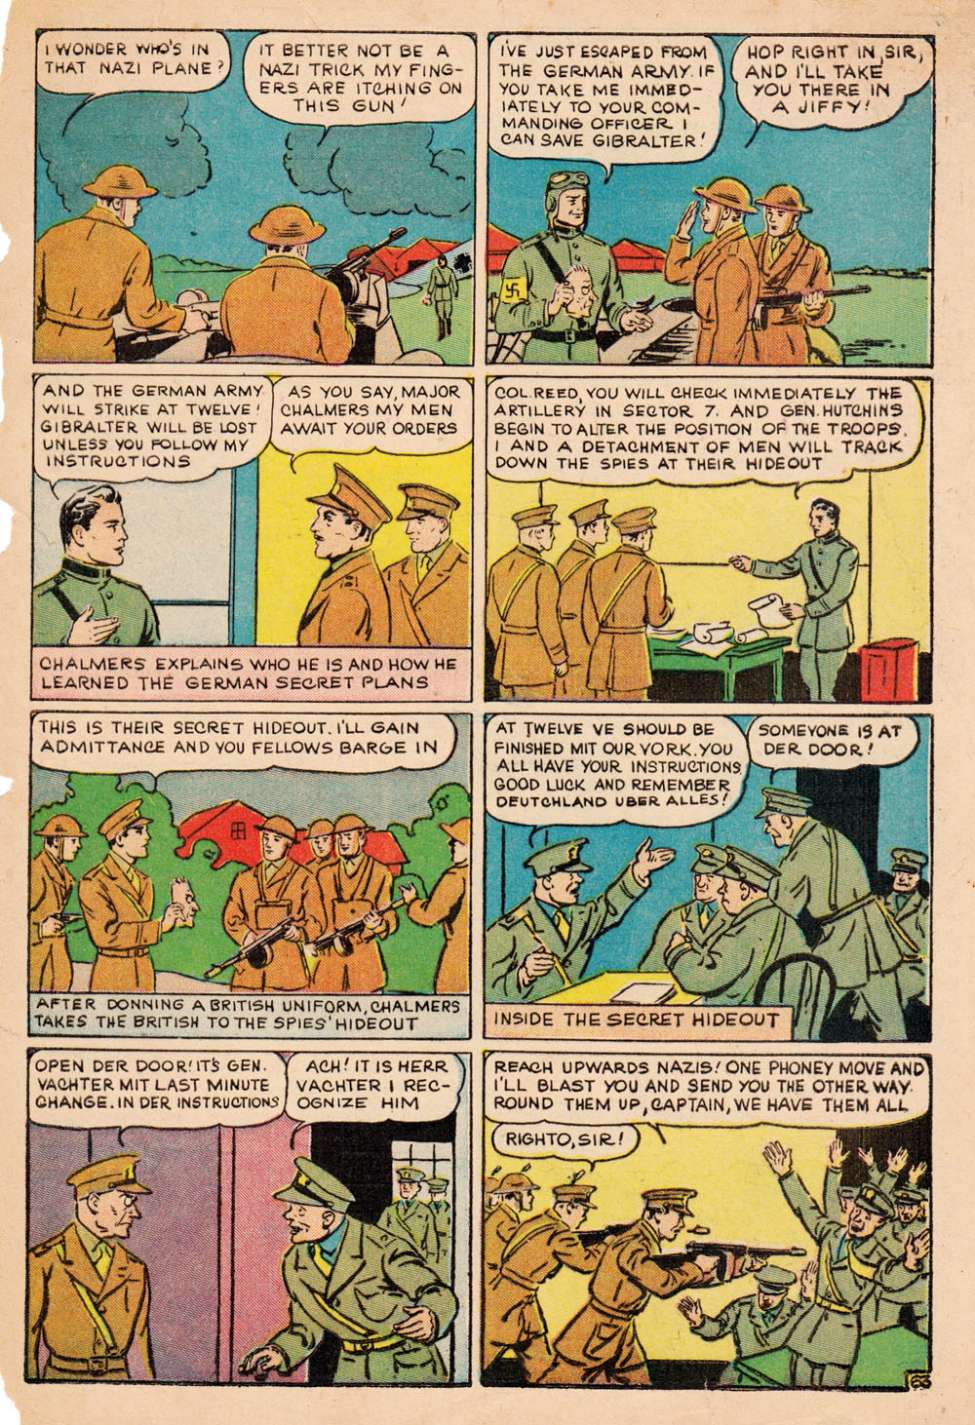 I WONDER WHO'S IN
THAT NAZI PLANE?
IT BETTER NOT BE A
NAZI TRICK MY FING-
ERS ARE ITCHING ON
THIS GUN!
I'VE JUST ESCAPED FROM
THE GERMAN ARMY. IF
YOU TAKE ME IMMED-
IATELY TO YOUR COM-
MANDING OFFICER I
CAN SAVE GIBRALTER!
HOP RIGHT IN, SIR,
AND I'LL TAKE
YOU THERE IN
A JIFFY!
AND THE GERMAN ARMY
WILL STRIKE AT TWELVE!
GIBRALTER WILL BE LOST
UNLESS YOU FOLLOW MY
INSTRUCTIONS
AS YOU SAY, MAJOR
CHALMERS MY MEN
AWAIT YOUR ORDERS
CHALMERS EXPLAINS WHO HE IS AND HOW HE
LEARNED THE GERMAN SECRET PLANS
COL. REED, YOU WILL CHECK IMMEDIATELY THE
ARTILLERY IN SECTOR 7. AND GEN. HUTCHINS
BEGIN TO ALTER THE POSITION OF THE TROOPS.
I AND A DETACHMENT OF MEN WILL TRACK
DOWN THE SPIES AT THEIR HIDEOUT
THIS IS THEIR SECRET HIDEOUT. I'LL GAIN
ADMITTANCE AND YOU FELLOWS BARGE IN
AFTER DONNING A BRITISH UNIFORM, CHALMERS
TAKES THE BRITISH TO THE SPIES' HIDEOUT
AT TWELVE VE SHOULD BE
FINISHED MIT OUR VORK. YOU
ALL HAVE YOUR INSTRUCTIONS
GOOD LUCK AND REMEMBER
DEUTCHLAND UBER ALLES!
SOMEONE IS AT
DER DOOR!
INSIDE THE SECRET HIDEOUT
OPEN DER DOOR! IT'S GEN.
VACHTER MIT LAST MINUTE
CHANGE. IN DER INSTRUCTIONS
ACH! IT IS HERR
VACHTER I REC-
OGNIZE HIM
REACH UPWARDS NAZIS! ONE PHONEY MOVE AND
I'LL BLAST YOU AND SEND YOU THE OTHER WAY.
ROUND THEM UP, CAPTAIN, WE HAVE THEM ALL
RIGHTO, SIR!